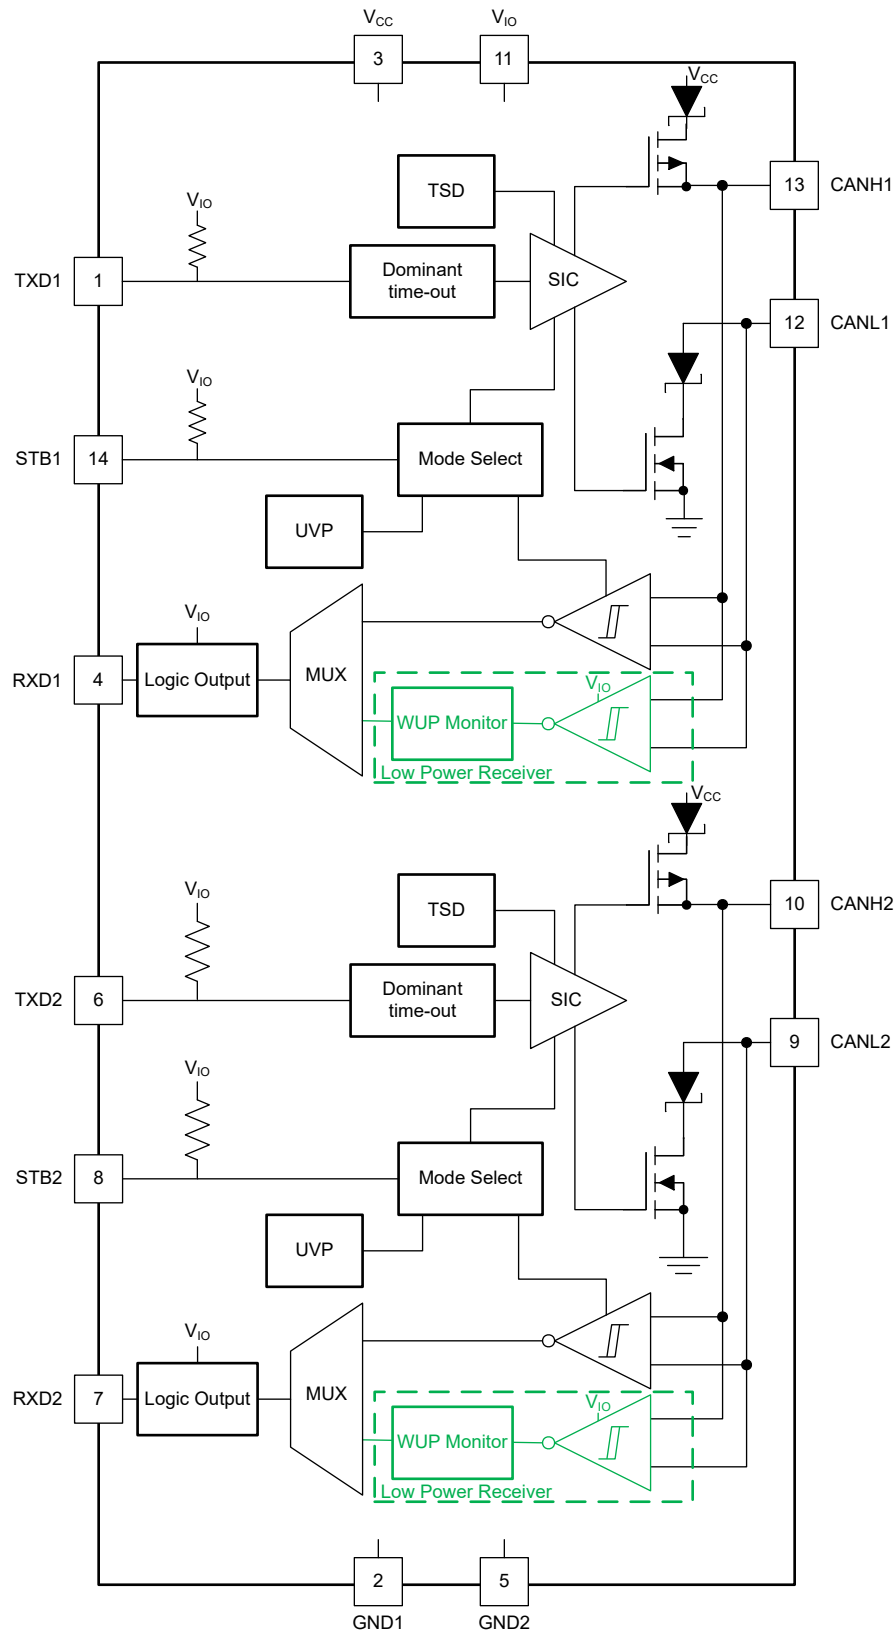 VCC VIO
3 11
VCC
TSD
13 CANH1
VIO
TXD1 1 Dominant time-out SIC
12 CANL1
VIO
STB1 14 Mode Select
UVP
VIO
RXD1 4 Logic Output MUX
VIO
WUP Monitor
Low Power Receiver
VCC
TSD
10 CANH2
VIO
TXD2 6 Dominant time-out SIC
9 CANL2
VIO
STB2 8 Mode Select
UVP
VIO
RXD2 7 Logic Output MUX
VIO
WUP Monitor
Low Power Receiver
2 5
GND1 GND2